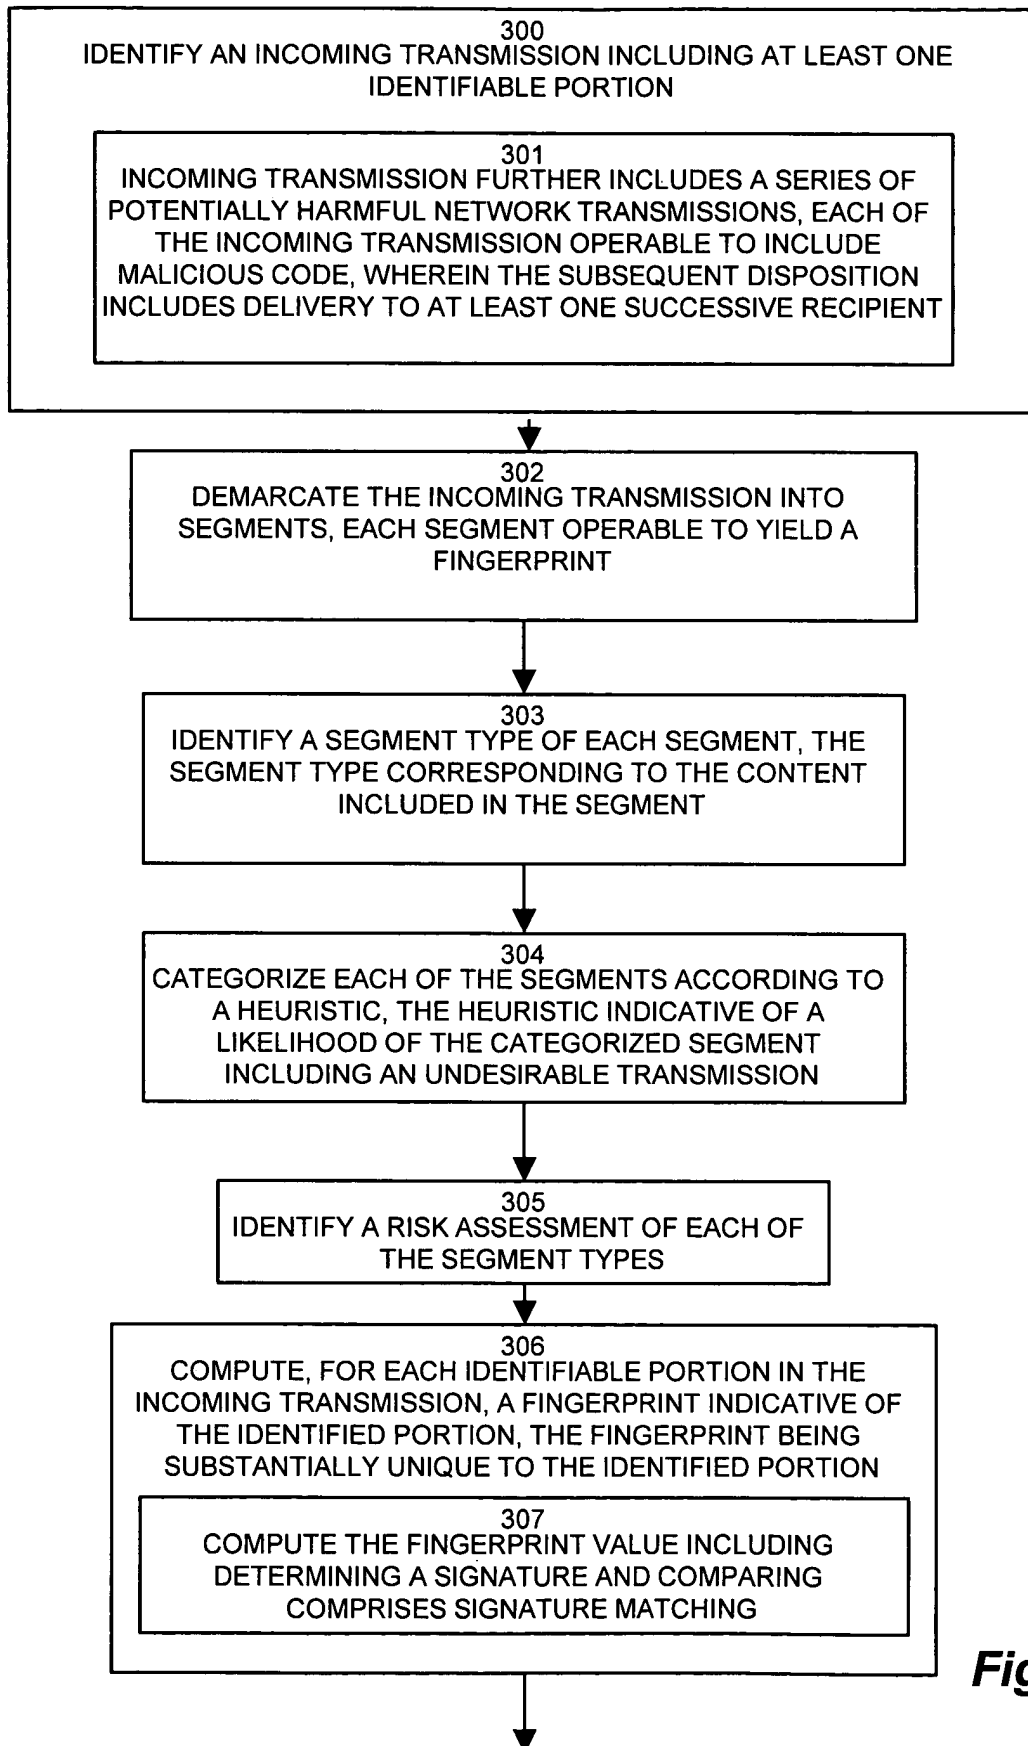 300
IDENTIFY AN INCOMING TRANSMISSION INCLUDING AT LEAST ONE
IDENTIFIABLE PORTION
301
INCOMING TRANSMISSION FURTHER INCLUDES A SERIES OF
POTENTIALLY HARMFUL NETWORK TRANSMISSIONS, EACH OF
THE INCOMING TRANSMISSION OPERABLE TO INCLUDE
MALICIOUS CODE, WHEREIN THE SUBSEQUENT DISPOSITION
INCLUDES DELIVERY TO AT LEAST ONE SUCCESSIVE RECIPIENT
302
DEMARCATE THE INCOMING TRANSMISSION INTO
SEGMENTS, EACH SEGMENT OPERABLE TO YIELD A
FINGERPRINT
303
IDENTIFY A SEGMENT TYPE OF EACH SEGMENT, THE
SEGMENT TYPE CORRESPONDING TO THE CONTENT
INCLUDED IN THE SEGMENT
304
CATEGORIZE EACH OF THE SEGMENTS ACCORDING TO
A HEURISTIC, THE HEURISTIC INDICATIVE OF A
LIKELIHOOD OF THE CATEGORIZED SEGMENT
INCLUDING AN UNDESIRABLE TRANSMISSION
305
IDENTIFY A RISK ASSESSMENT OF EACH OF
THE SEGMENT TYPES
306
COMPUTE, FOR EACH IDENTIFIABLE PORTION IN THE
INCOMING TRANSMISSION, A FINGERPRINT INDICATIVE OF
THE IDENTIFIED PORTION, THE FINGERPRINT BEING
SUBSTANTIALLY UNIQUE TO THE IDENTIFIED PORTION
307
COMPUTE THE FINGERPRINT VALUE INCLUDING
DETERMINING A SIGNATURE AND COMPARING
COMPRISES SIGNATURE MATCHING
Fig